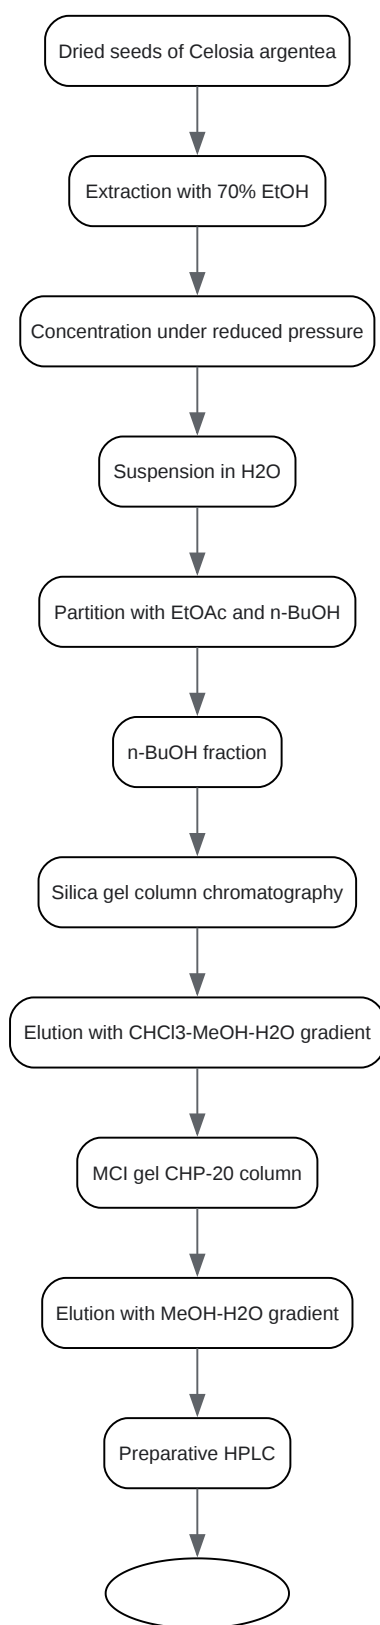 Dried seeds of Celosia argentea
Extraction with 70% EtOH
Concentration under reduced pressure
Suspension in H2O
Partition with EtOAc and n-BuOH
n-BuOH fraction
Silica gel column chromatography
Elution with CHCl3-MeOH-H2O gradient
MCI gel CHP-20 column
Elution with MeOH-H2O gradient
Preparative HPLC